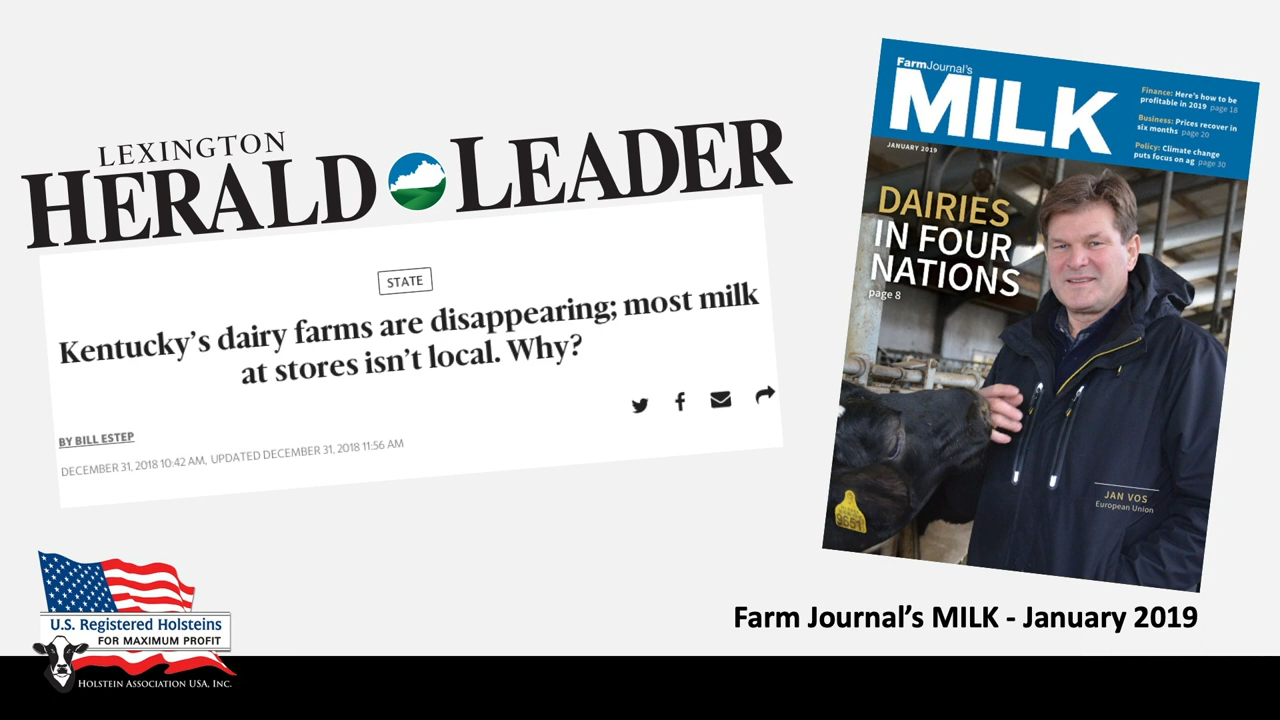 LEXINGTON
HERALD LEADER
STATE
Kentucky's dairy farms are disappearing; most milk
at stores isn't local. Why?
BY BILL ESTEP
DECEMBER 31, 2018 10:42 AM, UPDATED DECEMBER 31, 2018 11:56 AM
FarmJournal's
MILK
JANUARY 2019
Finance: Here's how to be
profitable in 2019 page 18
Business: Prices recover in
six months page 20
Policy: Climate change
puts focus on ag page 30
DAIRIES
IN FOUR
NATIONS
page 8
JAN VOS
European Union
9651
Farm Journal's MILK - January 2019
U.S. Registered Holsteins
FOR MAXIMUM PROFIT
HOLSTEIN ASSOCIATION USA, INC.